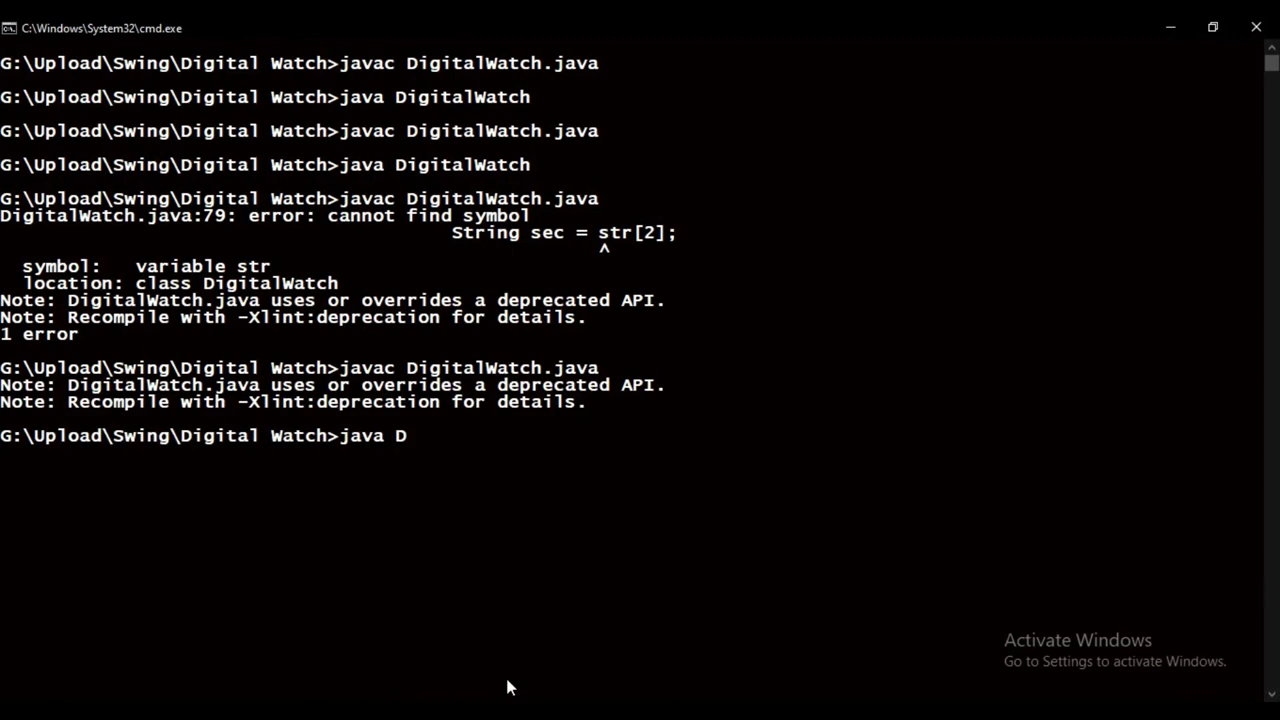 C:\Windows\System32\cmd.exe
G:\Upload\Swing\Digital Watch>javac DigitalWatch.java
G:\Upload\Swing\Digital Watch>java DigitalWatch
G:\Upload\Swing\Digital Watch>javac DigitalWatch.java
G:\Upload\Swing\Digital Watch>java DigitalWatch
G:\Upload\Swing\Digital Watch>javac DigitalWatch.java
DigitalWatch.java:79: error: cannot find symbol
String sec = str[2];
^
symbol:   variable str
location: class DigitalWatch
Note: DigitalWatch.java uses or overrides a deprecated API.
Note: Recompile with -Xlint:deprecation for details.
1 error
G:\Upload\Swing\Digital Watch>javac DigitalWatch.java
Note: DigitalWatch.java uses or overrides a deprecated API.
Note: Recompile with -Xlint:deprecation for details.
G:\Upload\Swing\Digital Watch>java D
Activate Windows
Go to Settings to activate Windows.